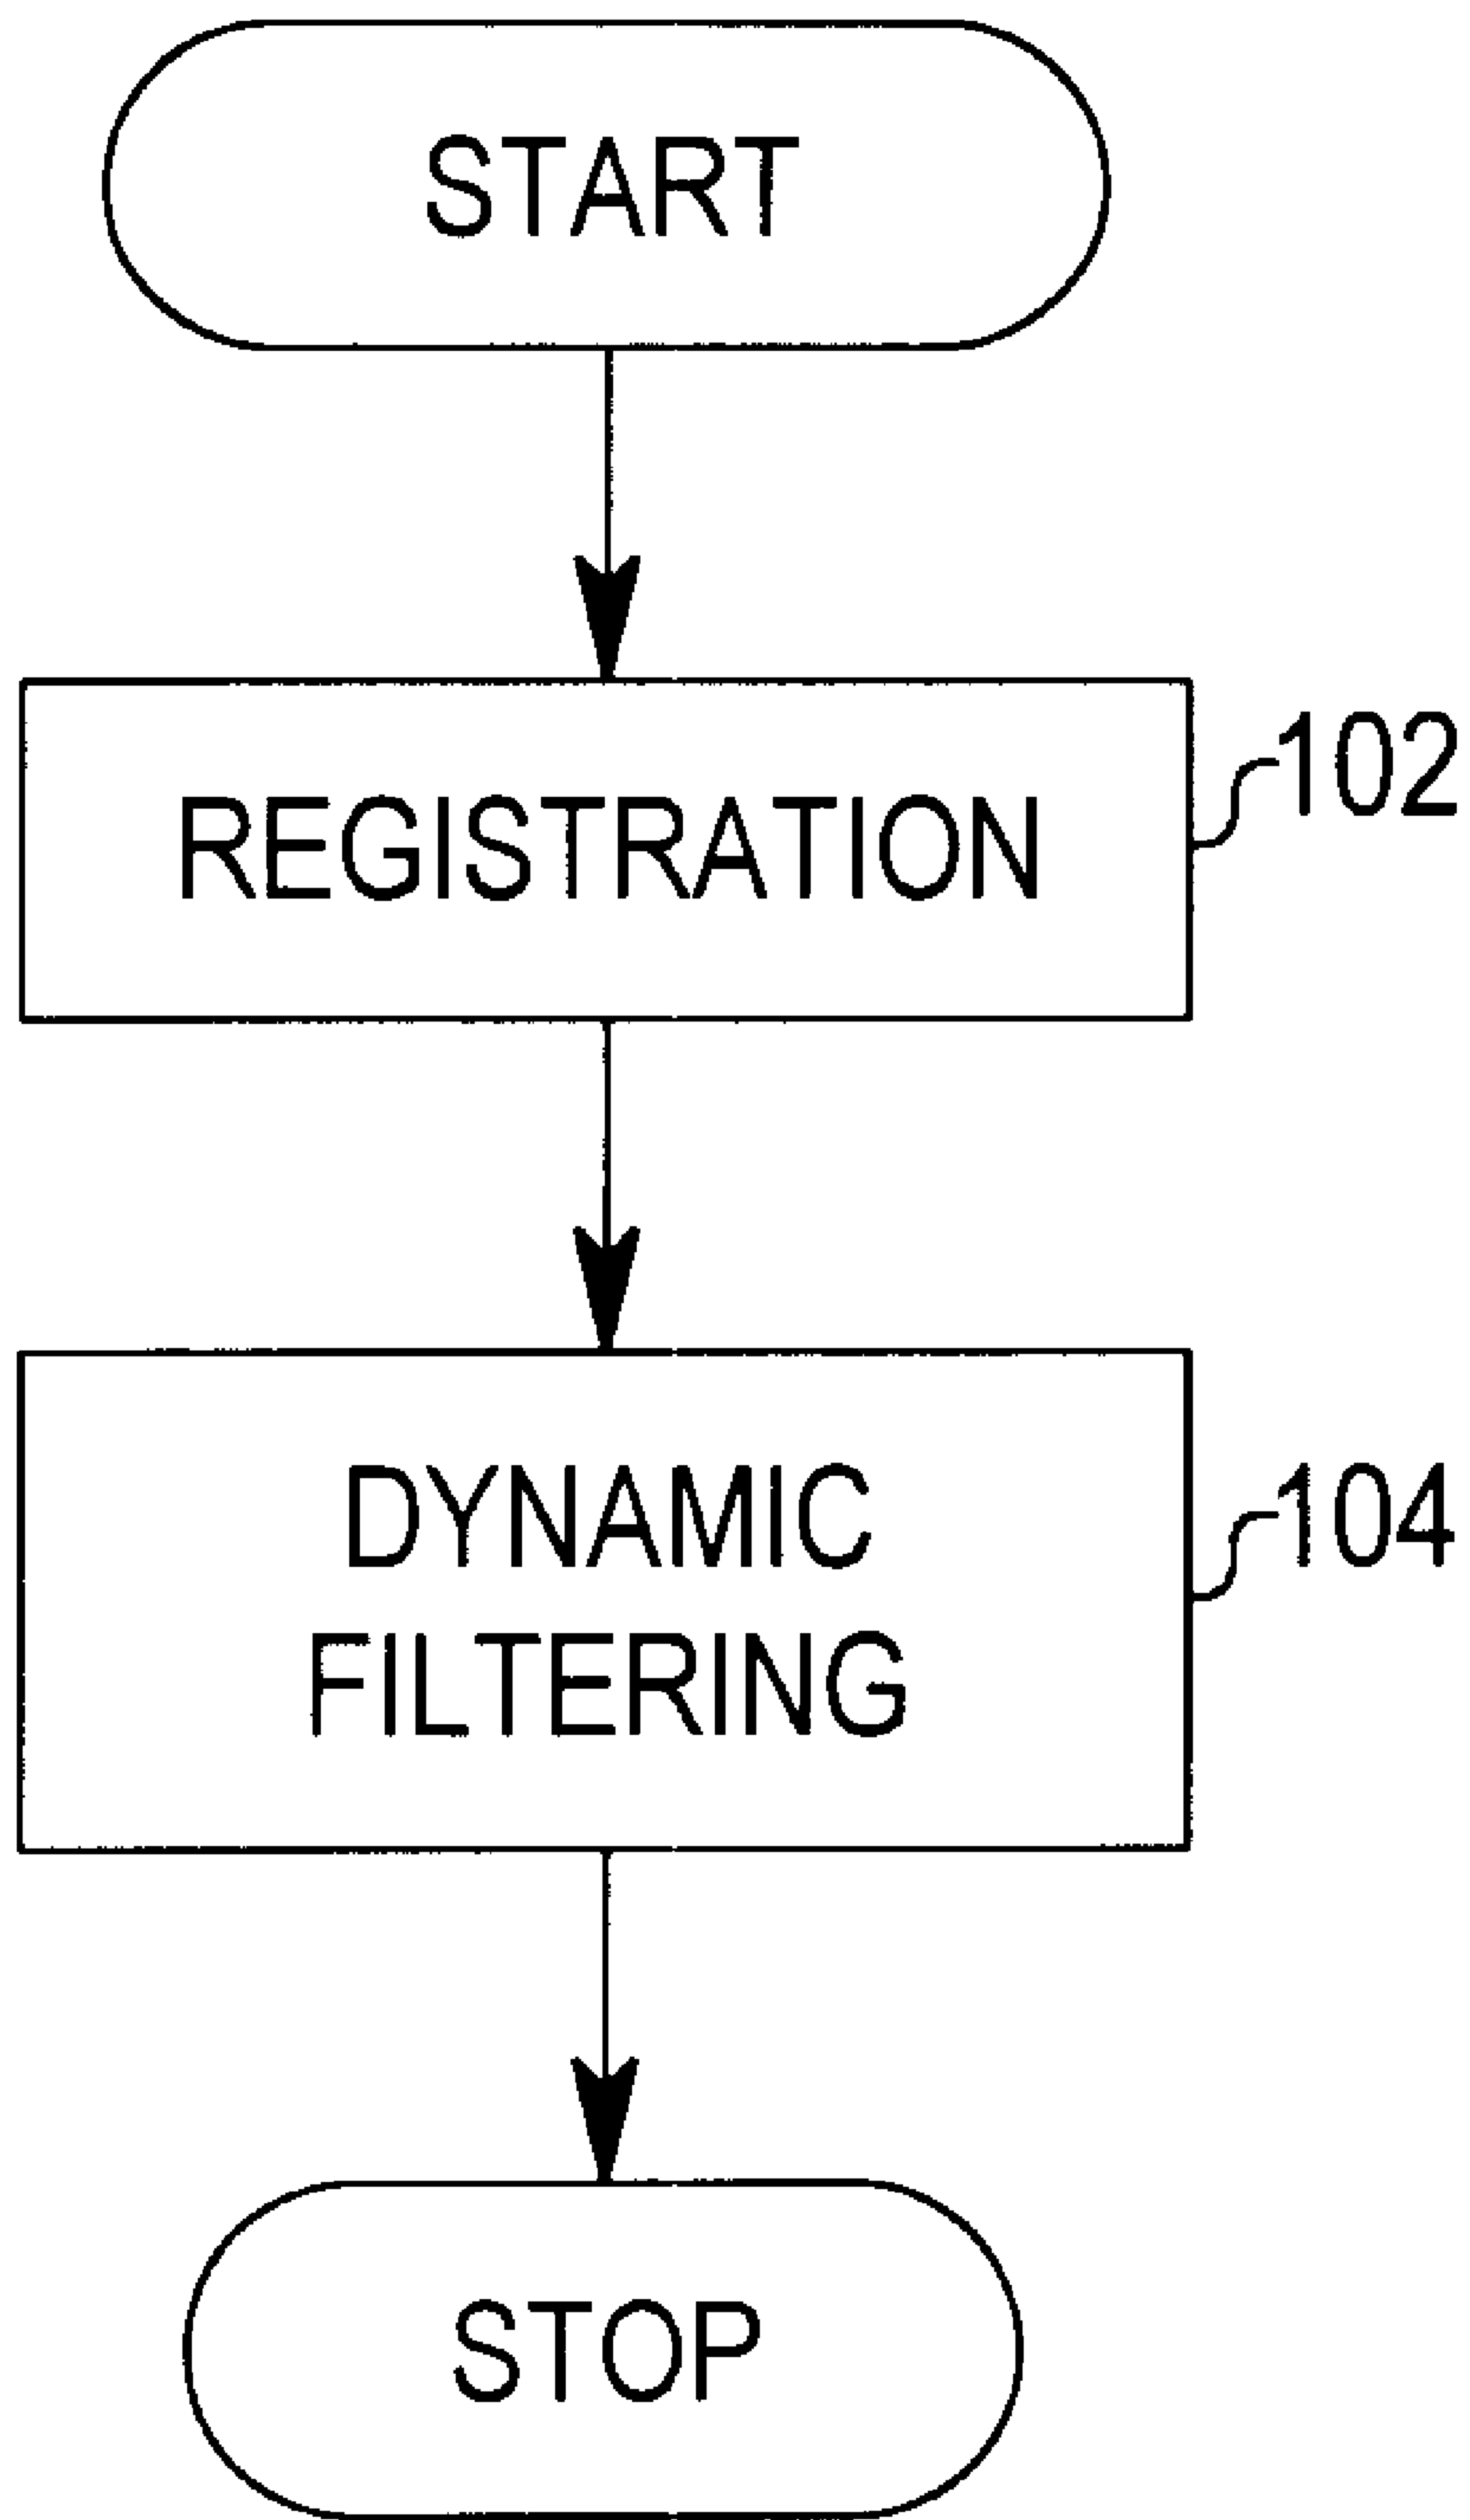 START
REGISTRATION
102
DYNAMIC
FILTERING
104
STOP